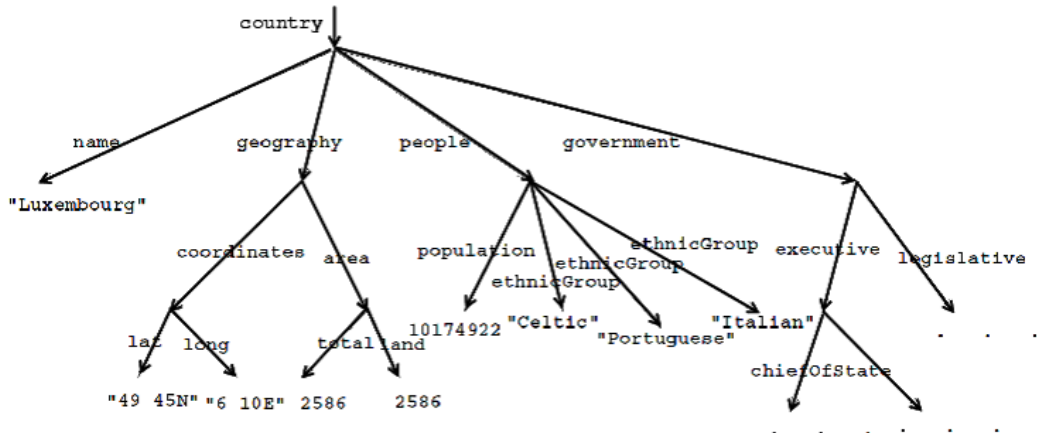 country
name geography people government
"Luxembourg"
coordinates area population ethnicGroup ethnicGroup ethnicGroup executive legislative
10174922 "Celtic" "Portuguese" "Italian" . . .
lat long total land chiefOfState
"49 45N" "6 10E" 2586 2586
. . . . . .